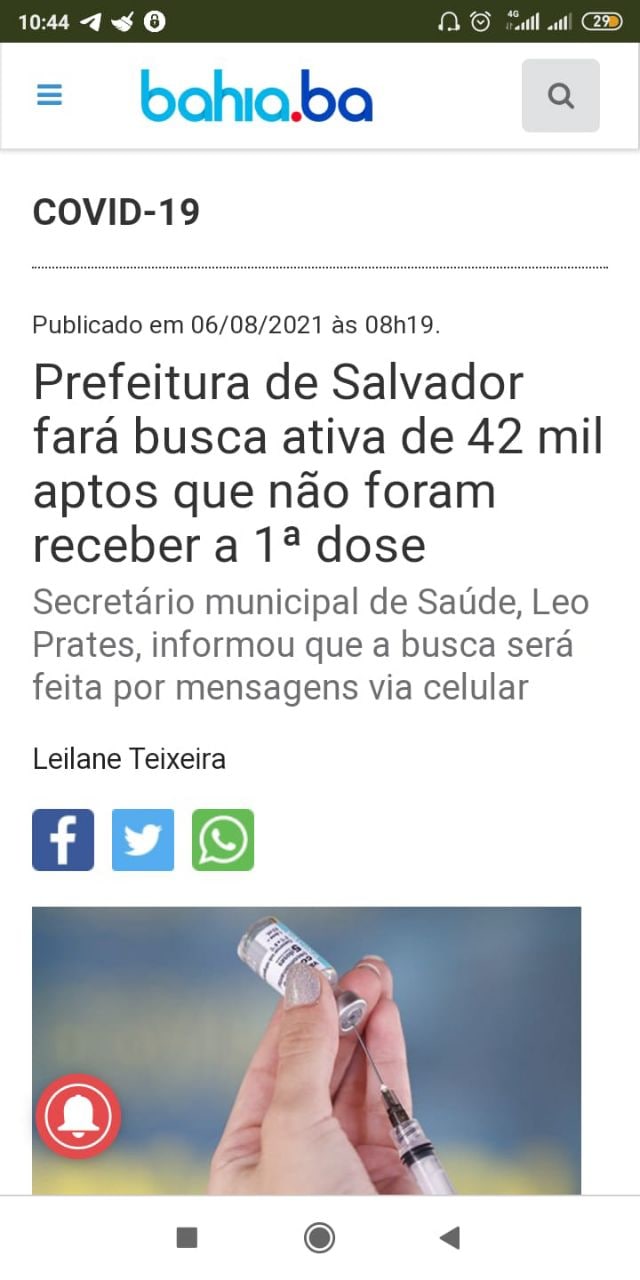 10:44
4G
29
bahia.ba
COVID-19
Publicado em 06/08/2021 às 08h19.
Prefeitura de Salvador
fará busca ativa de 42 mil
aptos que não foram
receber a 1ª dose
Secretário municipal de Saúde, Leo
Prates, informou que a busca será
feita por mensagens via celular
Leilane Teixeira